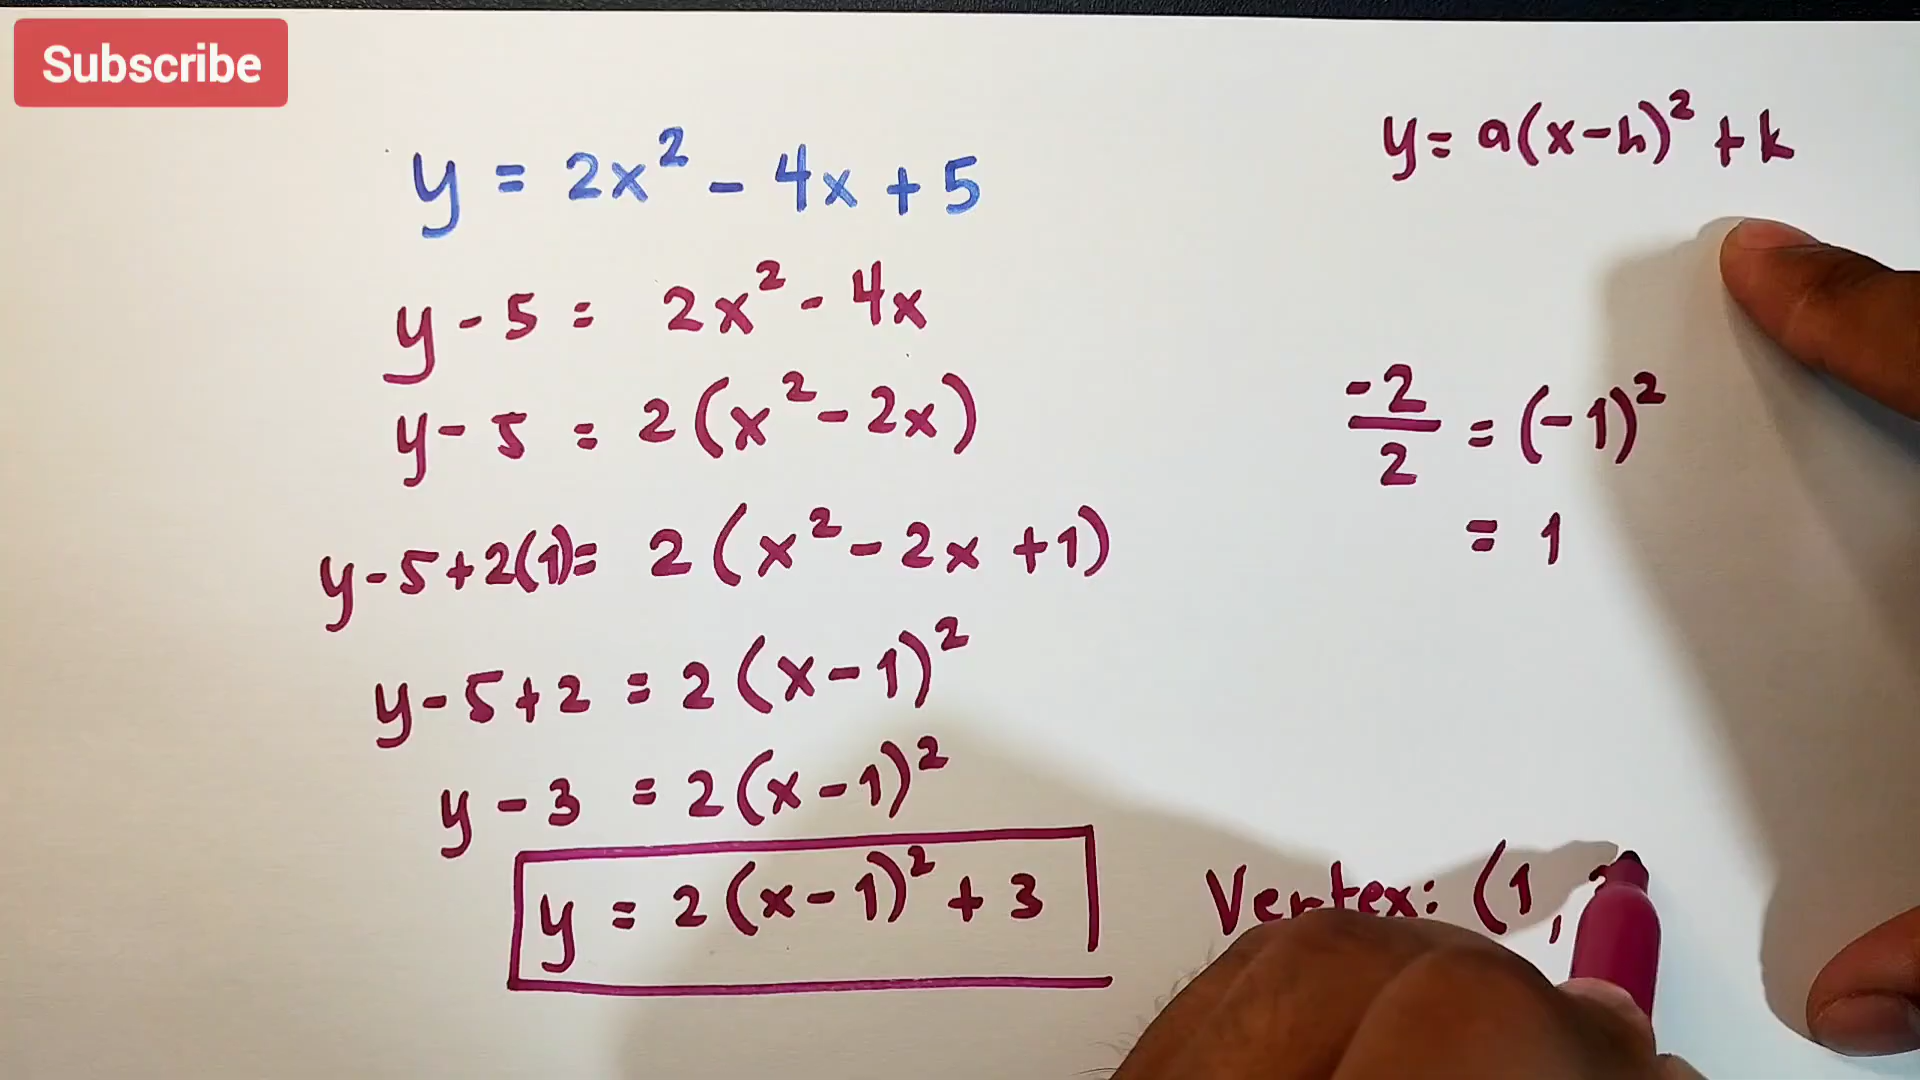 Subscribe
y = 2x² - 4x + 5
y = a(x-h)² + k
y - 5 = 2x² - 4x
y - 5 = 2(x² - 2x)
-2/2 = (-1)²
= 1
y - 5 + 2(1) = 2(x² - 2x + 1)
y - 5 + 2 = 2(x - 1)²
y - 3 = 2(x - 1)²
y = 2(x - 1)² + 3
Vertex: (1,